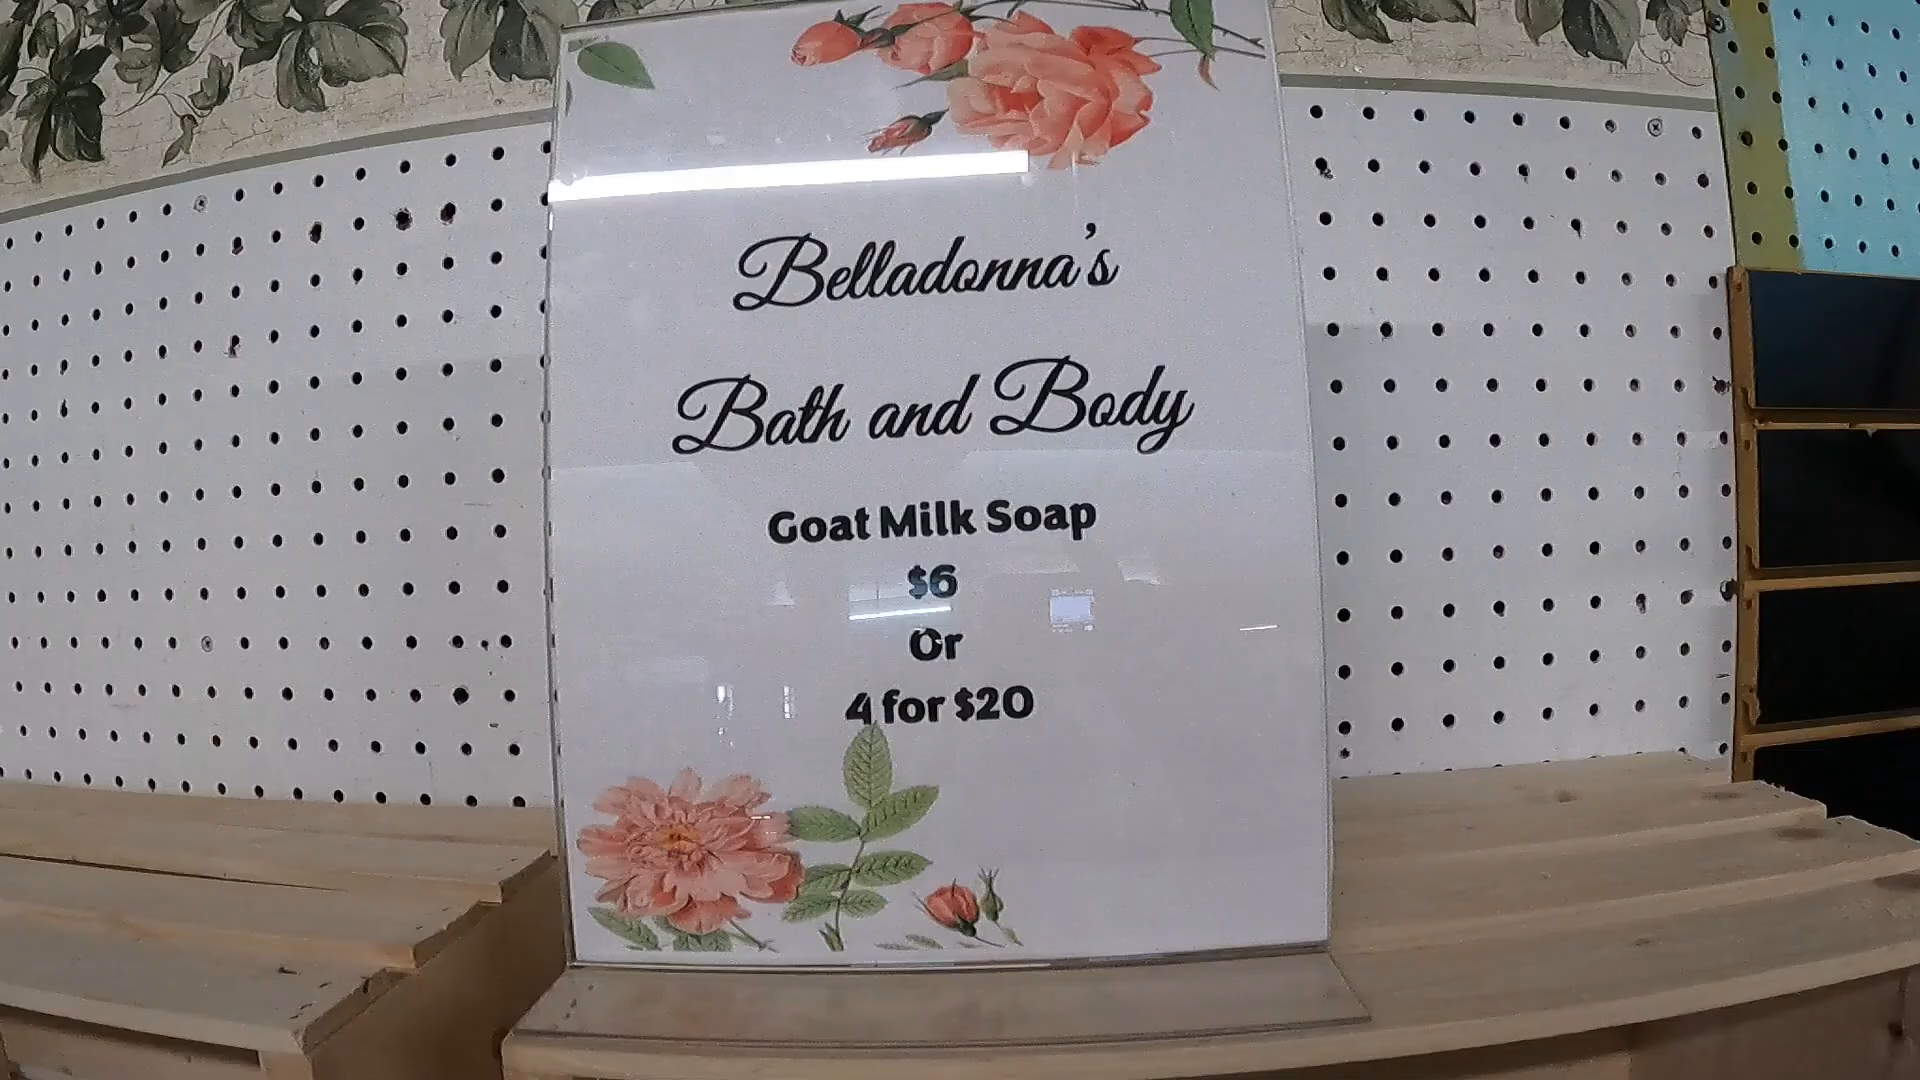 Belladonna's
Bath and Body
Goat Milk Soap
$6
Or
4 for $20